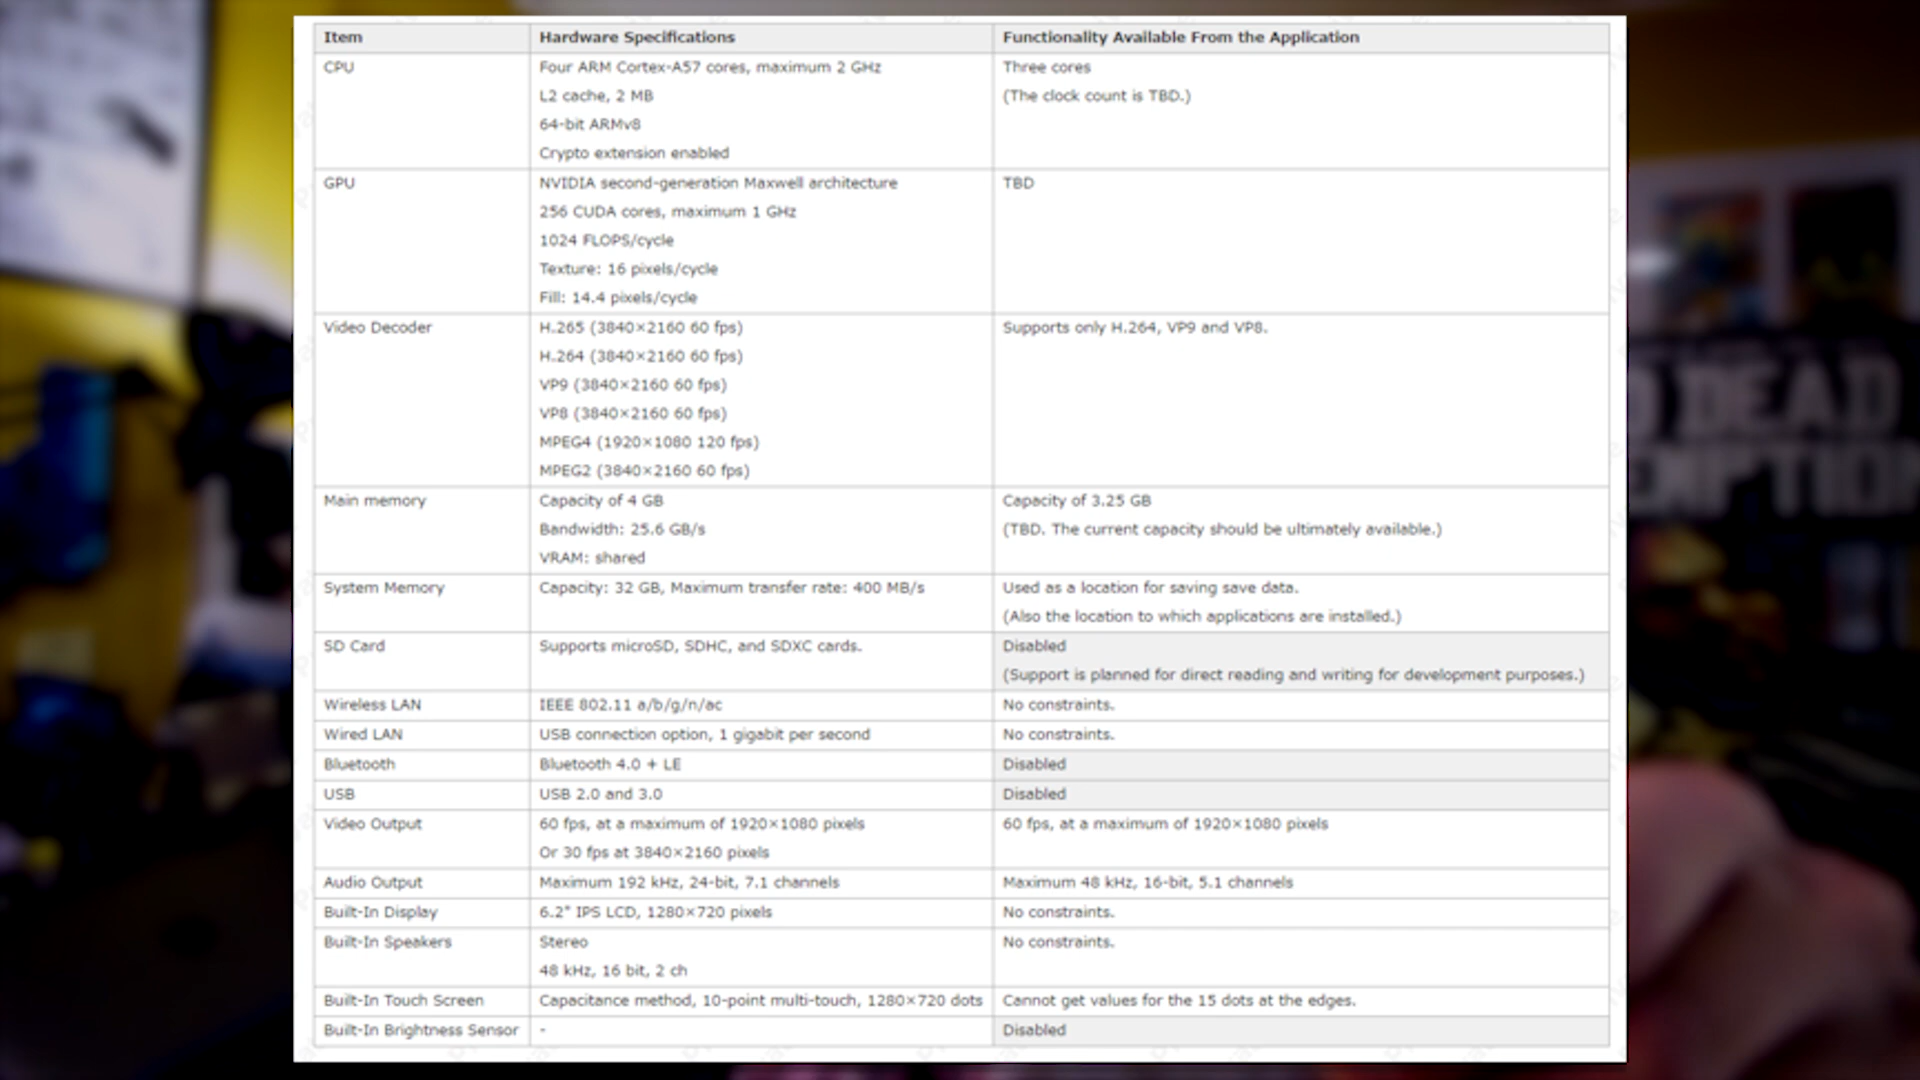 Item Hardware Specifications Functionality Available From the Application
CPU Four ARM Cortex-A57 cores, maximum 2 GHz Three cores
L2 cache, 2 MB (The clock count is TBD.)
64-bit ARMv8
Crypto extension enabled
GPU NVIDIA second-generation Maxwell architecture TBD
256 CUDA cores, maximum 1 GHz
1024 FLOPS/cycle
Texture: 16 pixels/cycle
Fill: 14.4 pixels/cycle
Video Decoder H.265 (3840×2160 60 fps) Supports only H.264, VP9 and VP8.
H.264 (3840×2160 60 fps)
VP9 (3840×2160 60 fps)
VP8 (3840×2160 60 fps)
MPEG4 (1920×1080 120 fps)
MPEG2 (3840×2160 60 fps)
Main memory Capacity of 4 GB Capacity of 3.25 GB
Bandwidth: 25.6 GB/s (TBD. The current capacity should be ultimately available.)
VRAM: shared
System Memory Capacity: 32 GB, Maximum transfer rate: 400 MB/s Used as a location for saving save data.
(Also the location to which applications are installed.)
SD Card Supports microSD, SDHC, and SDXC cards. Disabled
(Support is planned for direct reading and writing for development purposes.)
Wireless LAN IEEE 802.11 a/b/g/n/ac No constraints.
Wired LAN USB connection option, 1 gigabit per second No constraints.
Bluetooth Bluetooth 4.0 + LE Disabled
USB USB 2.0 and 3.0 Disabled
Video Output 60 fps, at a maximum of 1920×1080 pixels 60 fps, at a maximum of 1920×1080 pixels
Or 30 fps at 3840×2160 pixels
Audio Output Maximum 192 kHz, 24-bit, 7.1 channels Maximum 48 kHz, 16-bit, 5.1 channels
Built-In Display 6.2" IPS LCD, 1280×720 pixels No constraints.
Built-In Speakers Stereo No constraints.
48 kHz, 16 bit, 2 ch
Built-In Touch Screen Capacitance method, 10-point multi-touch, 1280×720 dots Cannot get values for the 15 dots at the edges.
Built-In Brightness Sensor - Disabled
DEAD